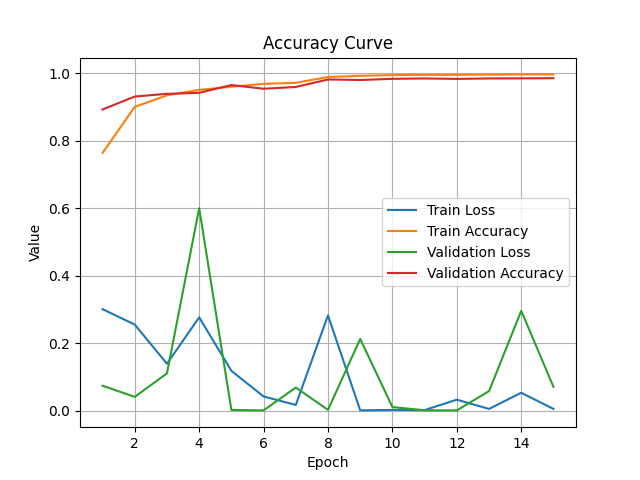 Accuracy Curve
Value
1.0
0.8
0.6
0.4
0.2
0.0
Train Loss
Train Accuracy
Validation Loss
Validation Accuracy
2 4 6 8 10 12 14
Epoch